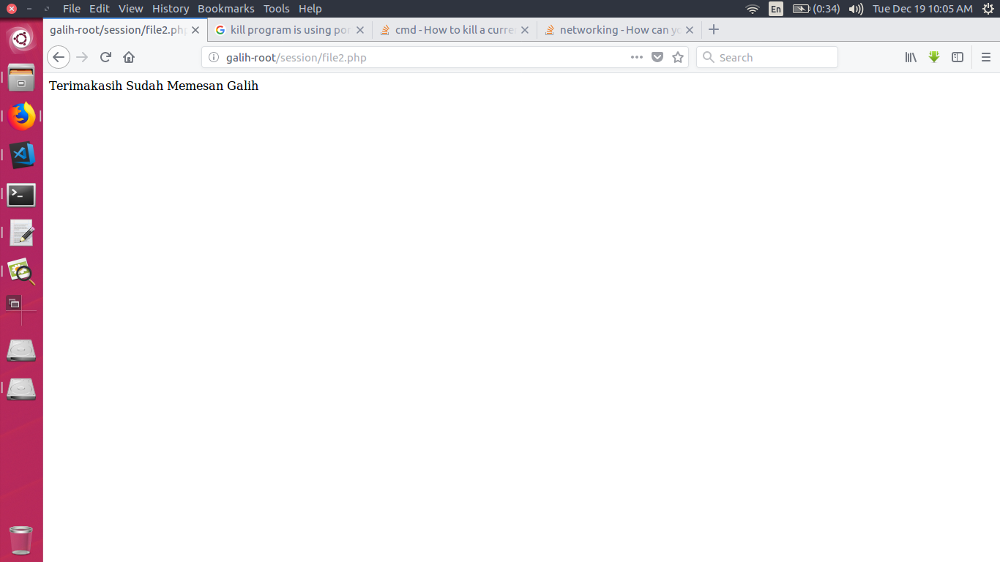 File Edit View History Bookmarks Tools Help En (0:34) Tue Dec 19 10:05 AM
galih-root/session/file2.ph kill program is using por cmd - How to kill a curre networking - How can yo
galih-root/session/file2.php Search
Terimakasih Sudah Memesan Galih